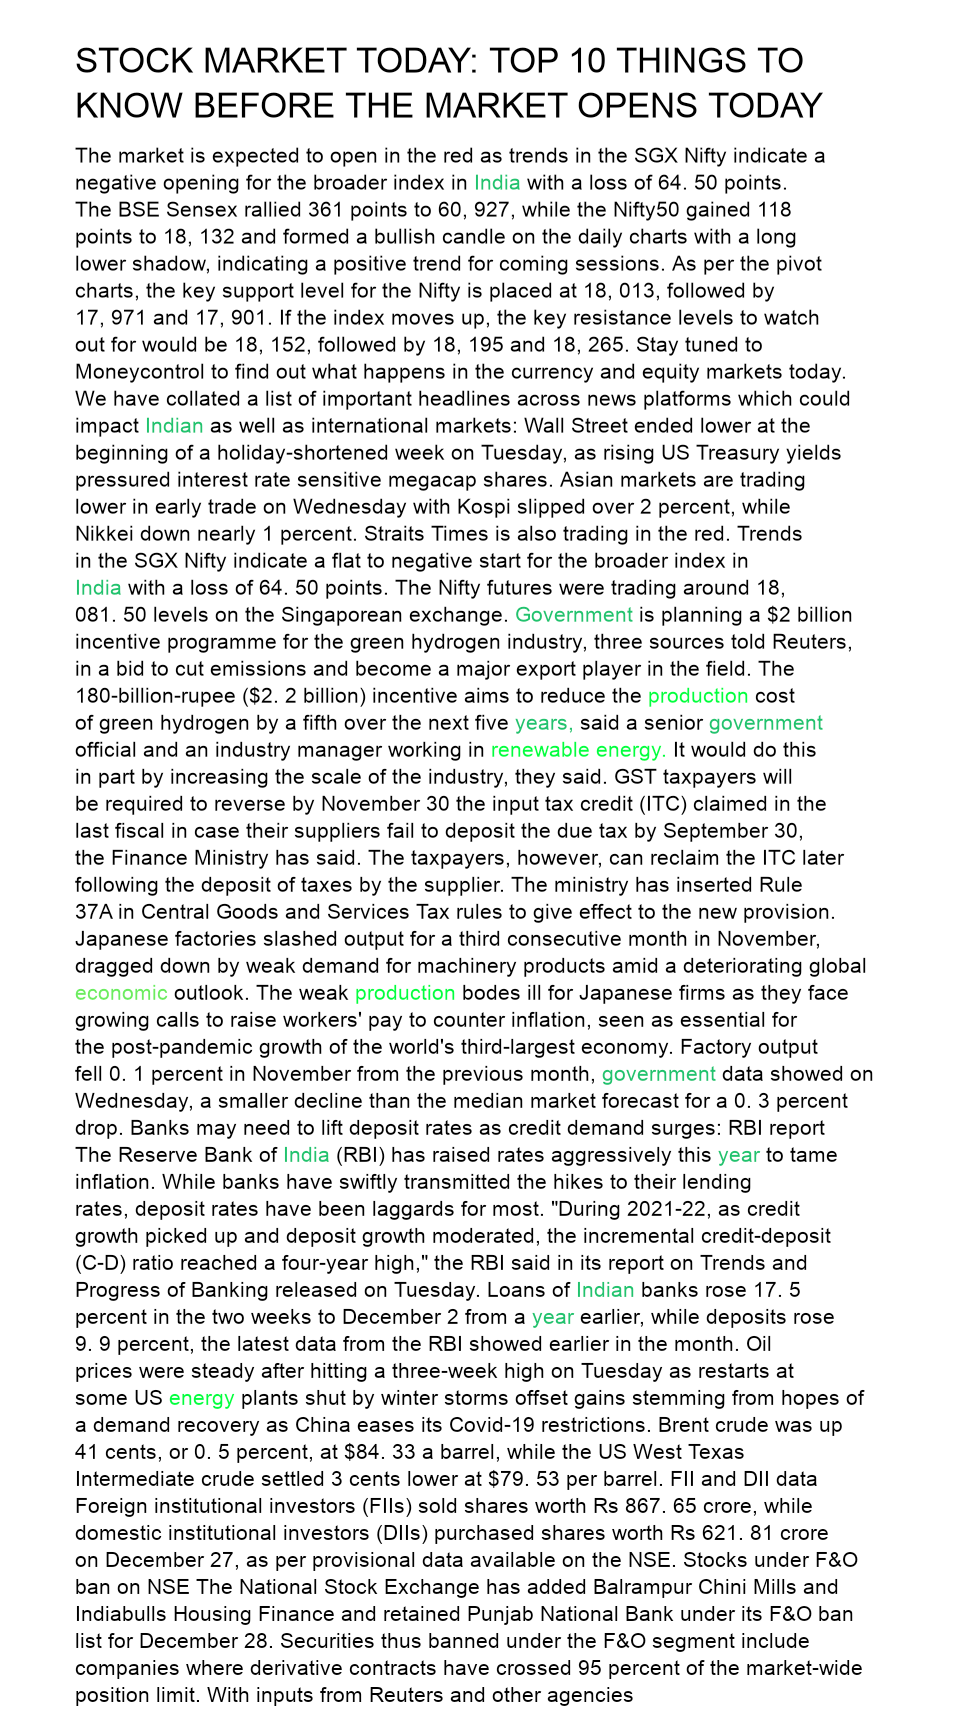 STOCK MARKET TODAY: TOP 10 THINGS TO
KNOW BEFORE THE MARKET OPENS TODAY
The market is expected to open in the red as trends in the SGX Nifty indicate a
negative opening for the broader index in India with a loss of 64. 50 points.
The BSE Sensex rallied 361 points to 60, 927, while the Nifty50 gained 118
points to 18, 132 and formed a bullish candle on the daily charts with a long
lower shadow, indicating a positive trend for coming sessions. As per the pivot
charts, the key support level for the Nifty is placed at 18, 013, followed by
17, 971 and 17, 901. If the index moves up, the key resistance levels to watch
out for would be 18, 152, followed by 18, 195 and 18, 265. Stay tuned to
Moneycontrol to find out what happens in the currency and equity markets today.
We have collated a list of important headlines across news platforms which could
impact Indian as well as international markets: Wall Street ended lower at the
beginning of a holiday-shortened week on Tuesday, as rising US Treasury yields
pressured interest rate sensitive megacap shares. Asian markets are trading
lower in early trade on Wednesday with Kospi slipped over 2 percent, while
Nikkei down nearly 1 percent. Straits Times is also trading in the red. Trends
in the SGX Nifty indicate a flat to negative start for the broader index in
India with a loss of 64. 50 points. The Nifty futures were trading around 18,
081. 50 levels on the Singaporean exchange. Government is planning a $2 billion
incentive programme for the green hydrogen industry, three sources told Reuters,
in a bid to cut emissions and become a major export player in the field. The
180-billion-rupee ($2. 2 billion) incentive aims to reduce the production cost
of green hydrogen by a fifth over the next five years, said a senior government
official and an industry manager working in renewable energy. It would do this
in part by increasing the scale of the industry, they said. GST taxpayers will
be required to reverse by November 30 the input tax credit (ITC) claimed in the
last fiscal in case their suppliers fail to deposit the due tax by September 30,
the Finance Ministry has said. The taxpayers, however, can reclaim the ITC later
following the deposit of taxes by the supplier. The ministry has inserted Rule
37A in Central Goods and Services Tax rules to give effect to the new provision.
Japanese factories slashed output for a third consecutive month in November,
dragged down by weak demand for machinery products amid a deteriorating global
economic outlook. The weak production bodes ill for Japanese firms as they face
growing calls to raise workers' pay to counter inflation, seen as essential for
the post-pandemic growth of the world's third-largest economy. Factory output
fell 0. 1 percent in November from the previous month, government data showed on
Wednesday, a smaller decline than the median market forecast for a 0. 3 percent
drop. Banks may need to lift deposit rates as credit demand surges: RBI report
The Reserve Bank of India (RBI) has raised rates aggressively this year to tame
inflation. While banks have swiftly transmitted the hikes to their lending
rates, deposit rates have been laggards for most. "During 2021-22, as credit
growth picked up and deposit growth moderated, the incremental credit-deposit
(C-D) ratio reached a four-year high," the RBI said in its report on Trends and
Progress of Banking released on Tuesday. Loans of Indian banks rose 17. 5
percent in the two weeks to December 2 from a year earlier, while deposits rose
9. 9 percent, the latest data from the RBI showed earlier in the month. Oil
prices were steady after hitting a three-week high on Tuesday as restarts at
some US energy plants shut by winter storms offset gains stemming from hopes of
a demand recovery as China eases its Covid-19 restrictions. Brent crude was up
41 cents, or 0. 5 percent, at $84. 33 a barrel, while the US West Texas
Intermediate crude settled 3 cents lower at $79. 53 per barrel. FII and DII data
Foreign institutional investors (FIIs) sold shares worth Rs 867. 65 crore, while
domestic institutional investors (DIIs) purchased shares worth Rs 621. 81 crore
on December 27, as per provisional data available on the NSE. Stocks under F&O
ban on NSE The National Stock Exchange has added Balrampur Chini Mills and
Indiabulls Housing Finance and retained Punjab National Bank under its F&O ban
list for December 28. Securities thus banned under the F&O segment include
companies where derivative contracts have crossed 95 percent of the market-wide
position limit. With inputs from Reuters and other agencies